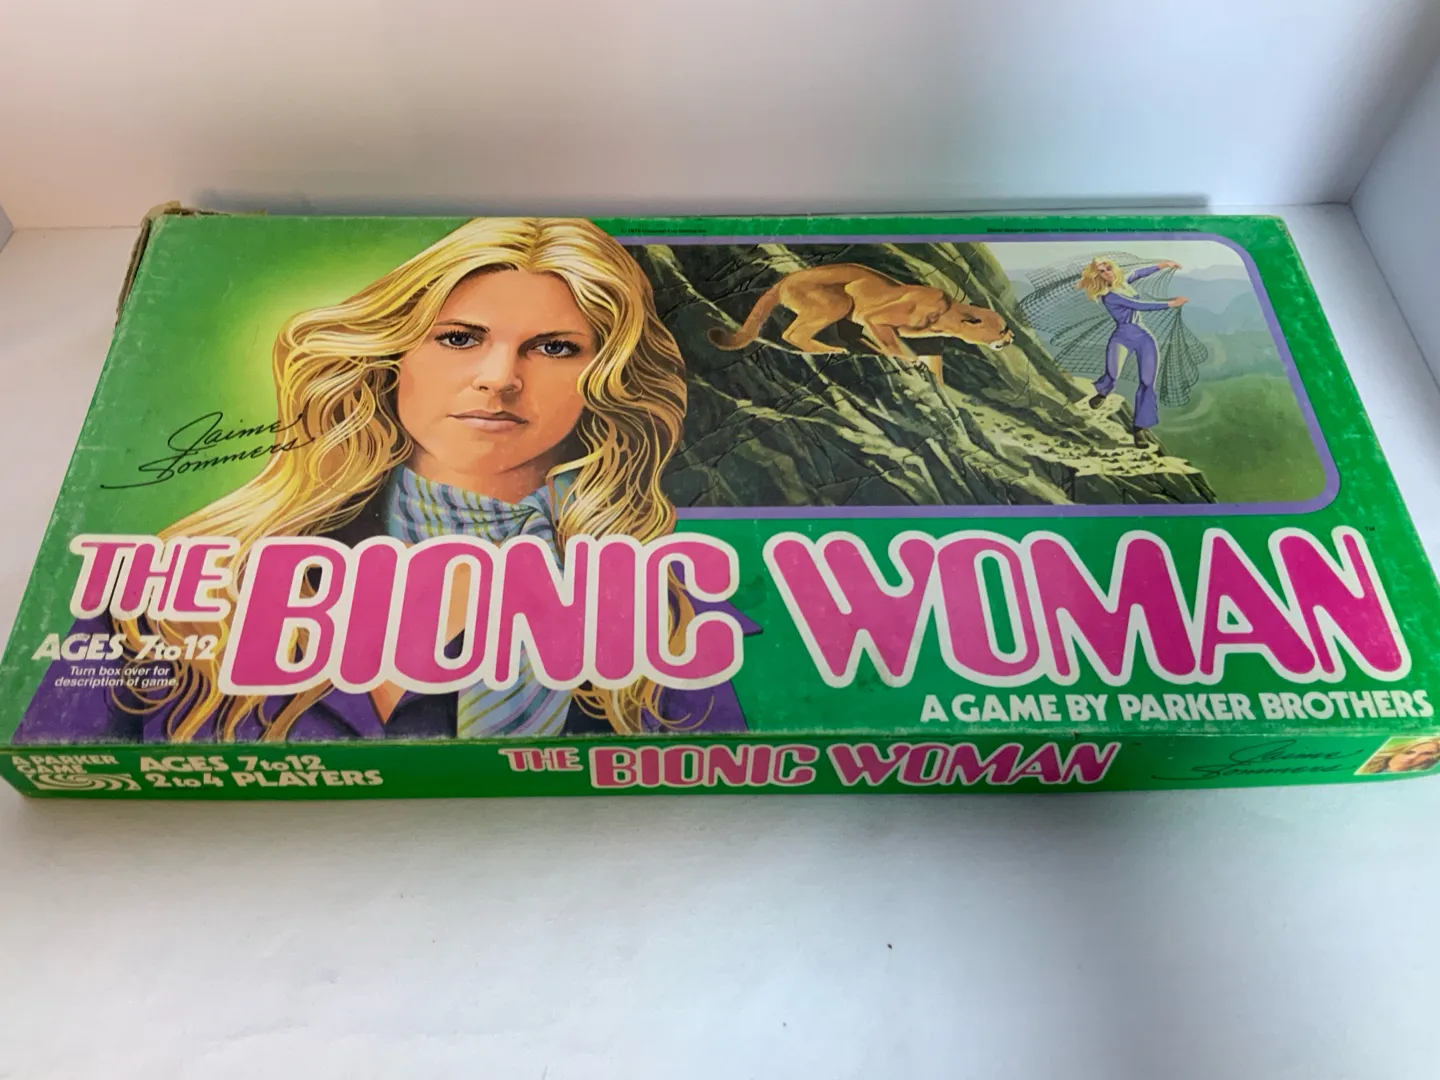 Jaime
Sommers
THE BIONIC WOMAN
TM
AGES 7 to 12
Turn box over for
description of game.
A GAME BY PARKER BROTHERS
A PARKER
GAME
AGES 7 to 12
2 to 4 PLAYERS
THE BIONIC WOMAN
Jaime
Sommers